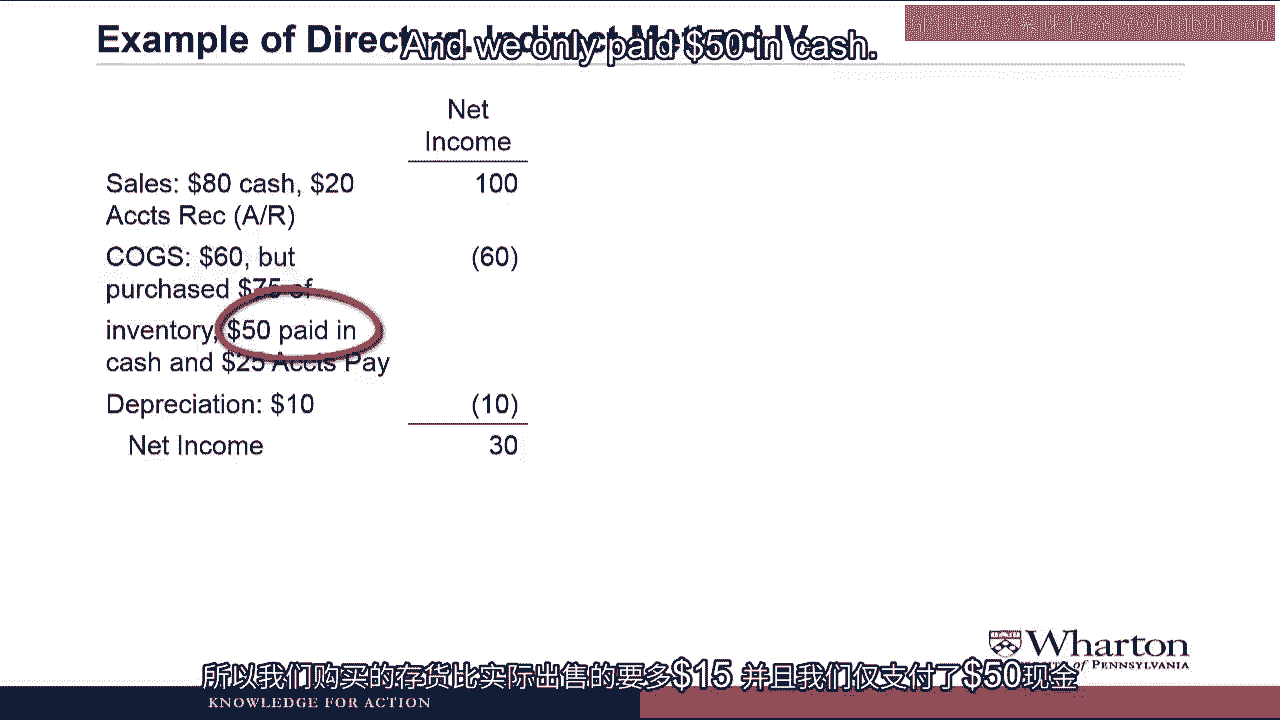 Example of Direct vs. Indirect Method IV
And we only paid $50 in cash.
Net
Income
Sales: $80 cash, $20
Accts Rec (A/R)
100
COGS: $60, but
purchased $75 of
(60)
inventory, $50 paid in
cash and $25 Accts Pay
Depreciation: $10
(10)
Net Income
30
Wharton
of PENNSYLVANIA
所以我们购买的存货比实际出售的要多$15 并且我们仅支付了$50现金
KNOWLEDGE FOR ACTION